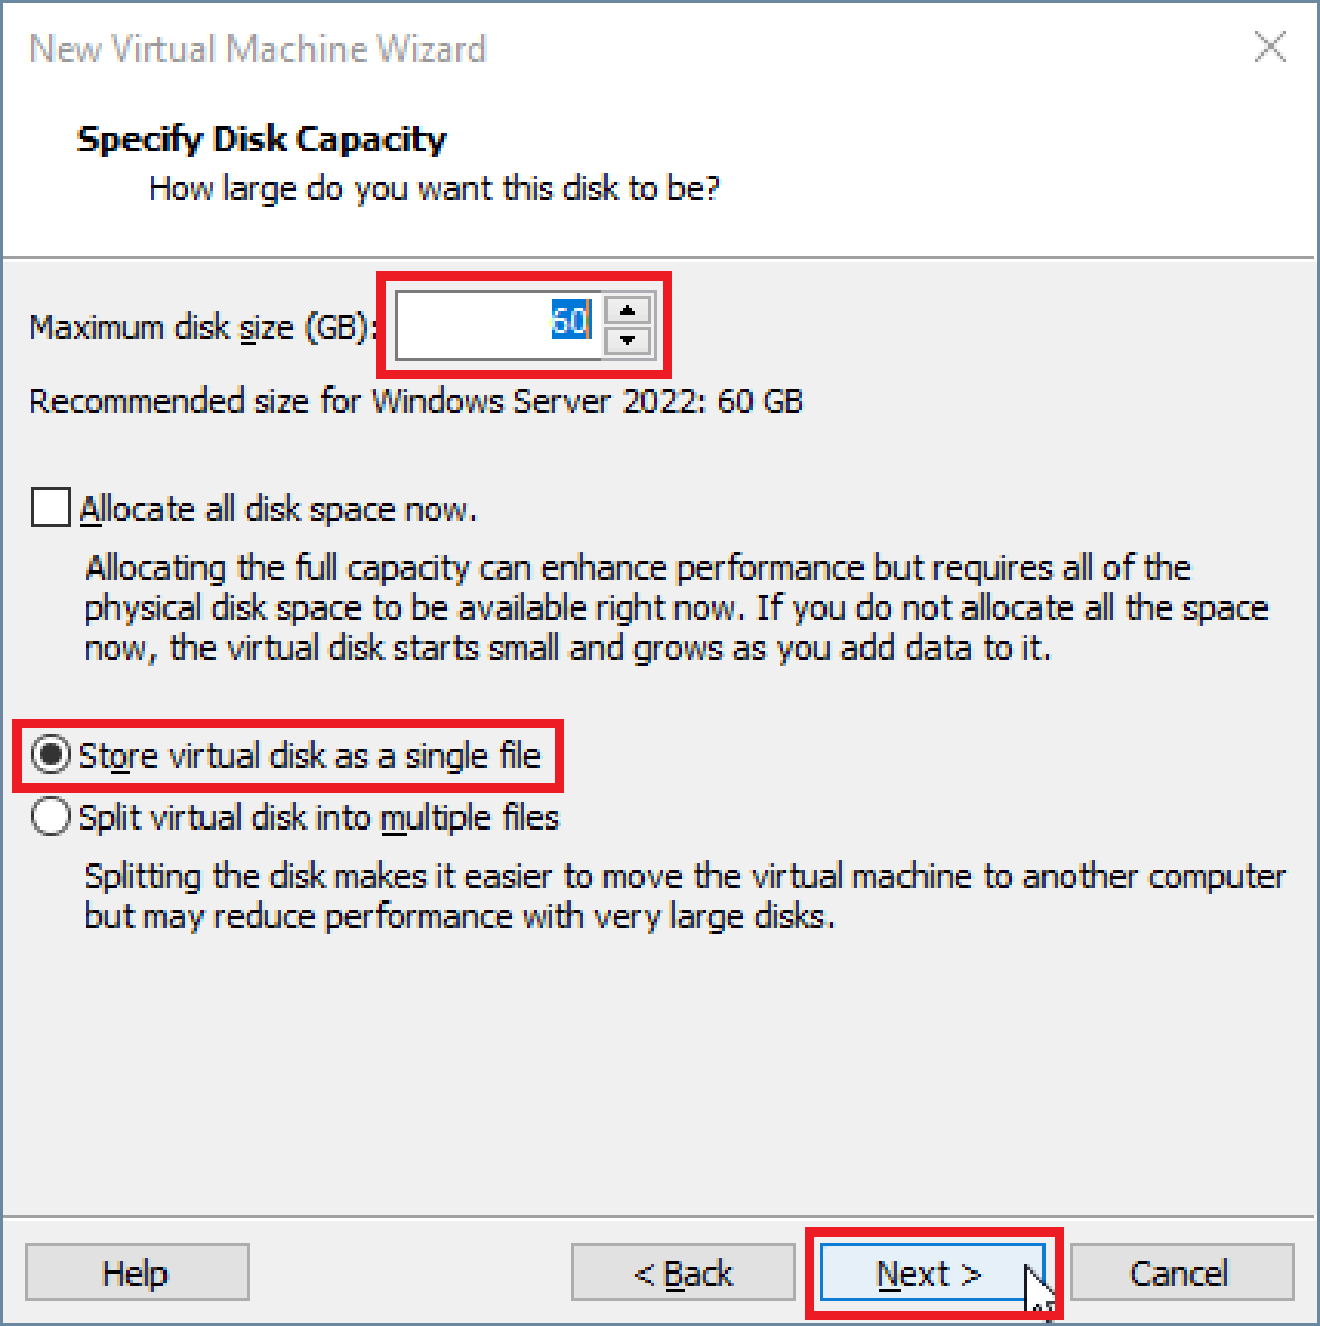 New Virtual Machine Wizard
Specify Disk Capacity
How large do you want this disk to be?
Maximum disk size (GB): 60
Recommended size for Windows Server 2022: 60 GB
Allocate all disk space now.
Allocating the full capacity can enhance performance but requires all of the
physical disk space to be available right now. If you do not allocate all the space
now, the virtual disk starts small and grows as you add data to it.
Store virtual disk as a single file
Split virtual disk into multiple files
Splitting the disk makes it easier to move the virtual machine to another computer
but may reduce performance with very large disks.
Help < Back Next > Cancel